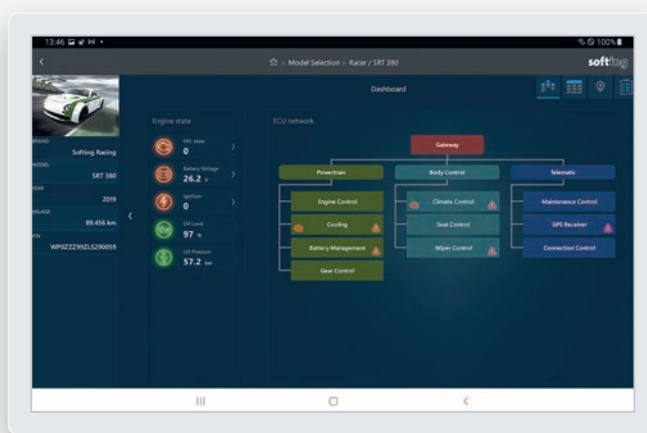 13:46
100%
Model Selection > Racer / SRT 380
softing
Dashboard
BRAND
Softing Racing
MODEL
SRT 380
YEAR
2019
89.456 km
WP0ZZZ99ZLS290059
Engine state
MIL state
0
Battery Voltage
26.2 V
Ignition
0
Oil Level
97 %
Oil Pressure
57.2 bar
ECU network
Gateway
Powertrain
Body Control
Telematic
Engine Control
Climate Control
Maintenance Control
Cooling
Seat Control
GPS Receiver
Battery Management
Wiper Control
Connection Control
Gear Control